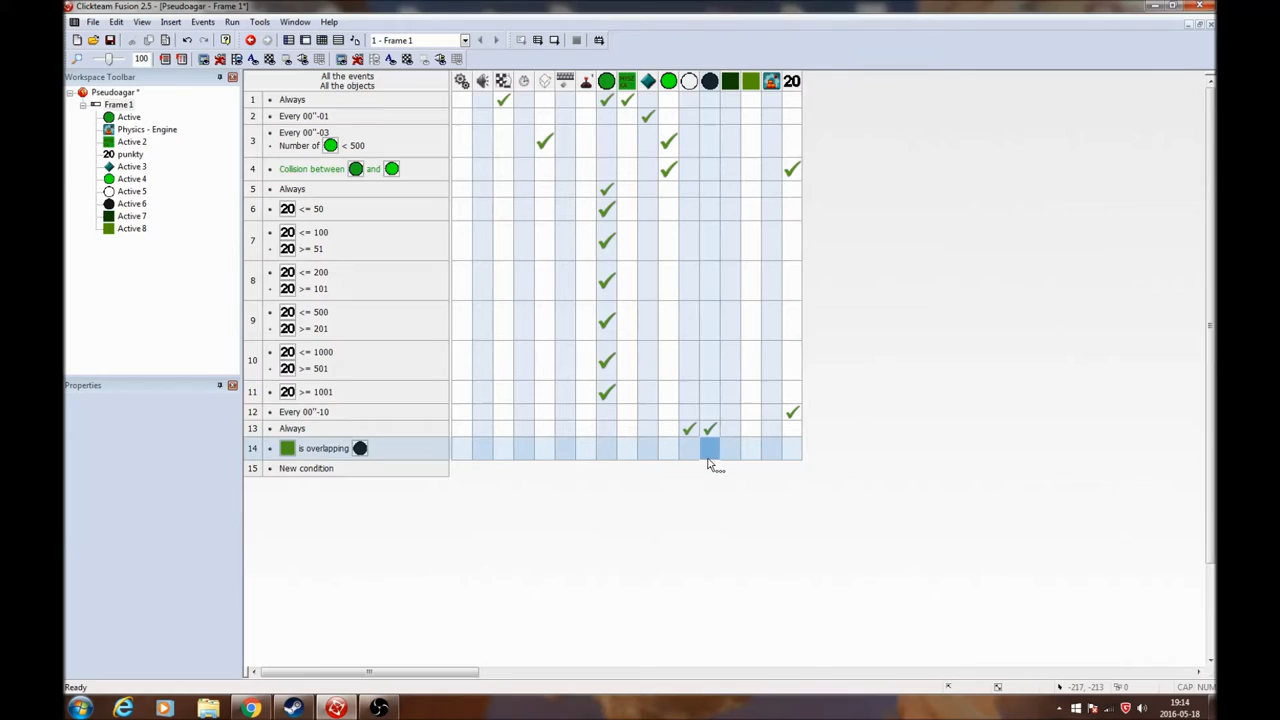 Clickteam Fusion 2.5 - [Pseudoagar - Frame 1*]
File Edit View Insert Events Run Tools Window Help
1 - Frame 1
100
Workspace Toolbar
Pseudoagar *
Frame 1
Active
Physics - Engine
Active 2
20 punkty
Active 3
Active 4
Active 5
Active 6
Active 7
Active 8
Properties
All the events
All the objects
20
1 • Always
2 • Every 00''-01
3 • Every 00''-03
• Number of < 500
4 • Collision between and
5 • Always
6 • 20 <= 50
7 • 20 <= 100
• 20 >= 51
8 • 20 <= 200
• 20 >= 101
9 • 20 <= 500
• 20 >= 201
10 • 20 <= 1000
• 20 >= 501
11 • 20 >= 1001
12 • Every 00''-10
13 • Always
14 • is overlapping
15 • New condition
Ready
-217, -213
0
CAP NUM
19:14
2016-05-18